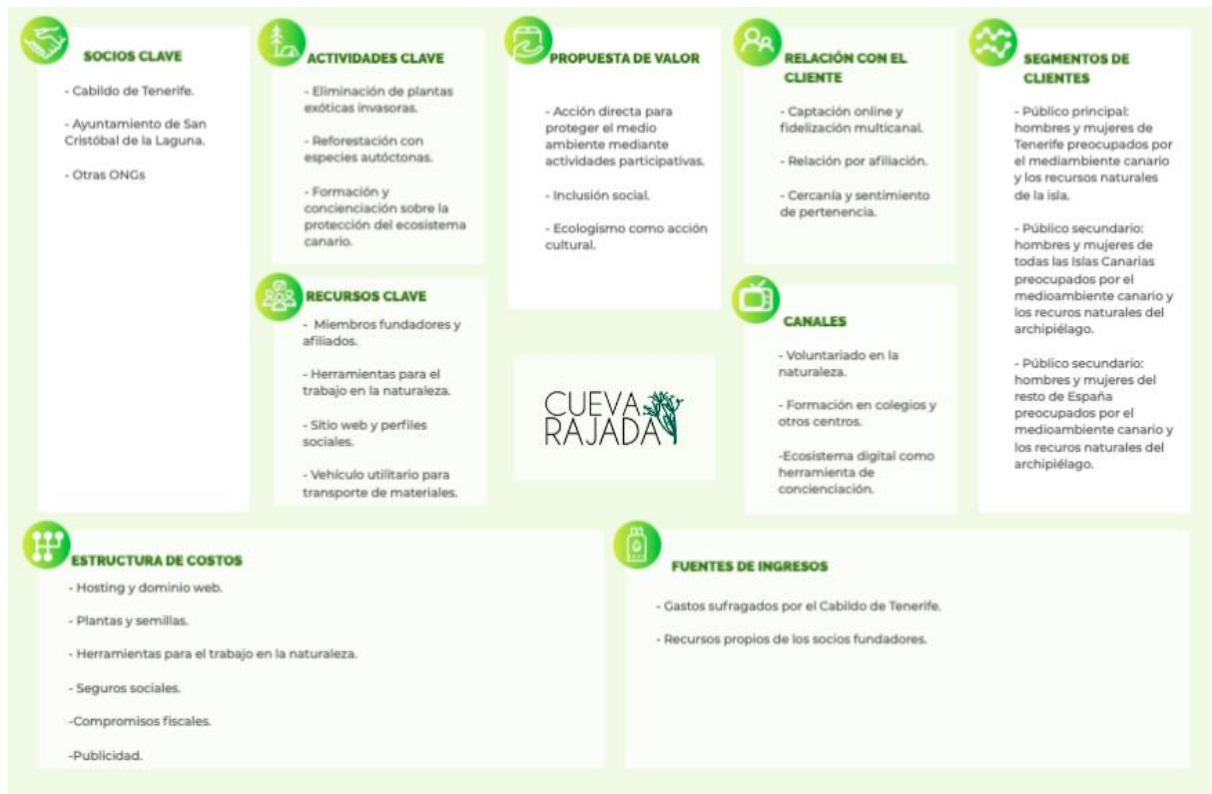 SOCIOS CLAVE
- Cabildo de Tenerife.
- Ayuntamiento de San
Cristóbal de la Laguna.
- Otras ONGs
ACTIVIDADES CLAVE
- Eliminación de plantas
exóticas invasoras.
- Reforestación con
especies autóctonas.
- Formación y
concienciación sobre la
protección del ecosistema
canario.
RECURSOS CLAVE
- Miembros fundadores y
afiliados.
- Herramientas para el
trabajo en la naturaleza.
- Sitio web y perfiles
sociales.
- Vehículo utilitario para
transporte de materiales.
PROPUESTA DE VALOR
- Acción directa para
proteger el medio
ambiente mediante
actividades participativas.
- Inclusión social.
- Ecologismo como acción
cultural.
CUEVA
RAJADA
RELACIÓN CON EL
CLIENTE
- Captación online y
fidelización multicanal.
- Relación por afiliación.
- Cercanía y sentimiento
de pertenencia.
CANALES
- Voluntariado en la
naturaleza.
- Formación en colegios y
otros centros.
-Ecosistema digital como
herramienta de
concienciación.
SEGMENTOS DE
CLIENTES
- Público principal:
hombres y mujeres de
Tenerife preocupados por
el mediambiente canario
y los recursos naturales
de la isla.
- Público secundario:
hombres y mujeres de
todas las Islas Canarias
preocupados por el
medioambiente canario y
los recuros naturales del
archipiélago.
- Público secundario:
hombres y mujeres del
resto de España
preocupados por el
medioambiente canario y
los recuros naturales del
archipiélago.
ESTRUCTURA DE COSTOS
- Hosting y dominio web.
- Plantas y semillas.
- Herramientas para el trabajo en la naturaleza.
- Seguros sociales.
-Compromisos fiscales.
-Publicidad.
FUENTES DE INGRESOS
- Gastos sufragados por el Cabildo de Tenerife.
- Recursos propios de los socios fundadores.